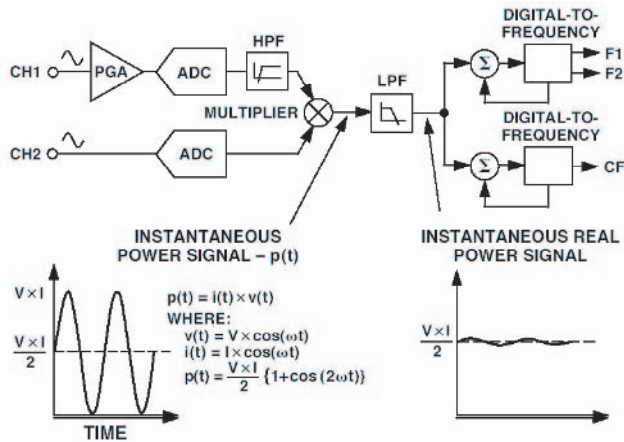 DIGITAL-TO-
FREQUENCY
HPF
F1
F2
CH1
PGA
ADC
Σ
LPF
MULTIPLIER
DIGITAL-TO-
FREQUENCY
CH2
ADC
Σ
CF
INSTANTANEOUS
POWER SIGNAL – p(t)
INSTANTANEOUS REAL
POWER SIGNAL
V × I
p(t) = i(t) × v(t)
WHERE:
v(t) = V × cos(ωt)
i(t) = I × cos(ωt)
p(t) = V × I / 2 {1+cos (2ωt)}
V × I
2
V × I
2
TIME